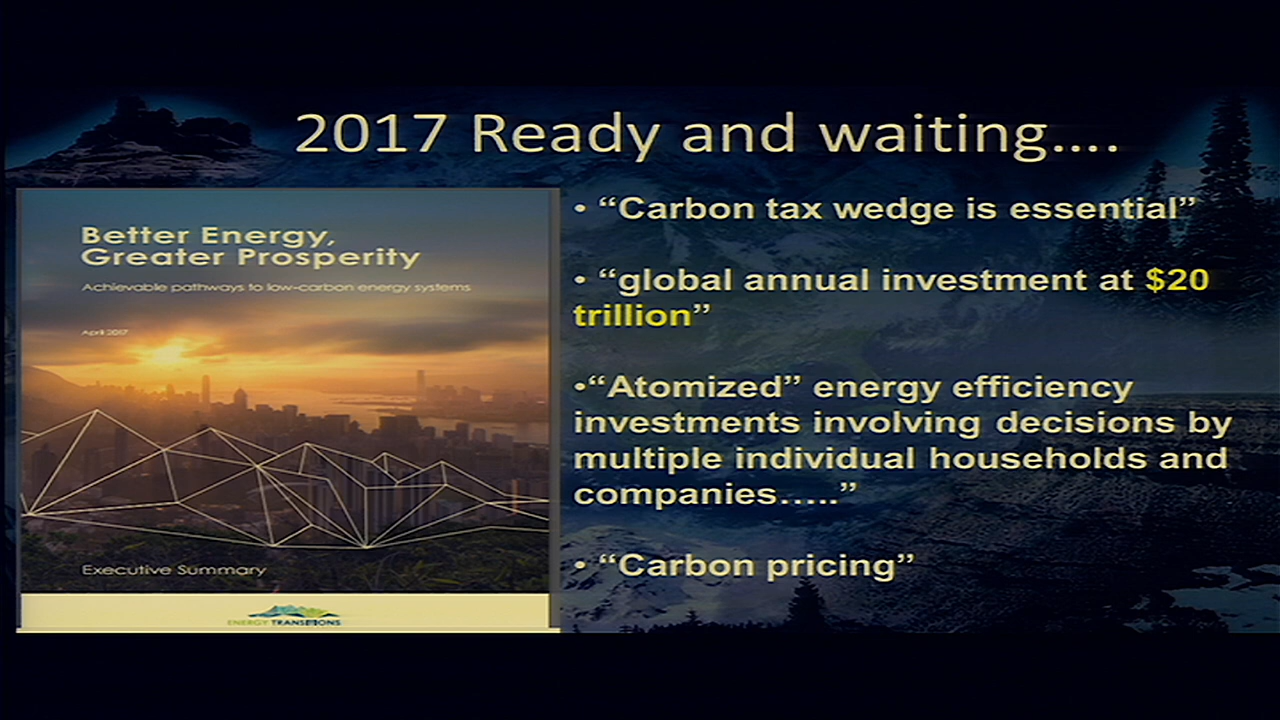 2017 Ready and waiting....
Better Energy,
Greater Prosperity
Achievable pathways to low-carbon energy systems
April 2017
Executive Summary
ENERGY TRANSITIONS
• “Carbon tax wedge is essential”
• “global annual investment at $20
trillion”
•“Atomized” energy efficiency
investments involving decisions by
multiple individual households and
companies…..”
• “Carbon pricing”